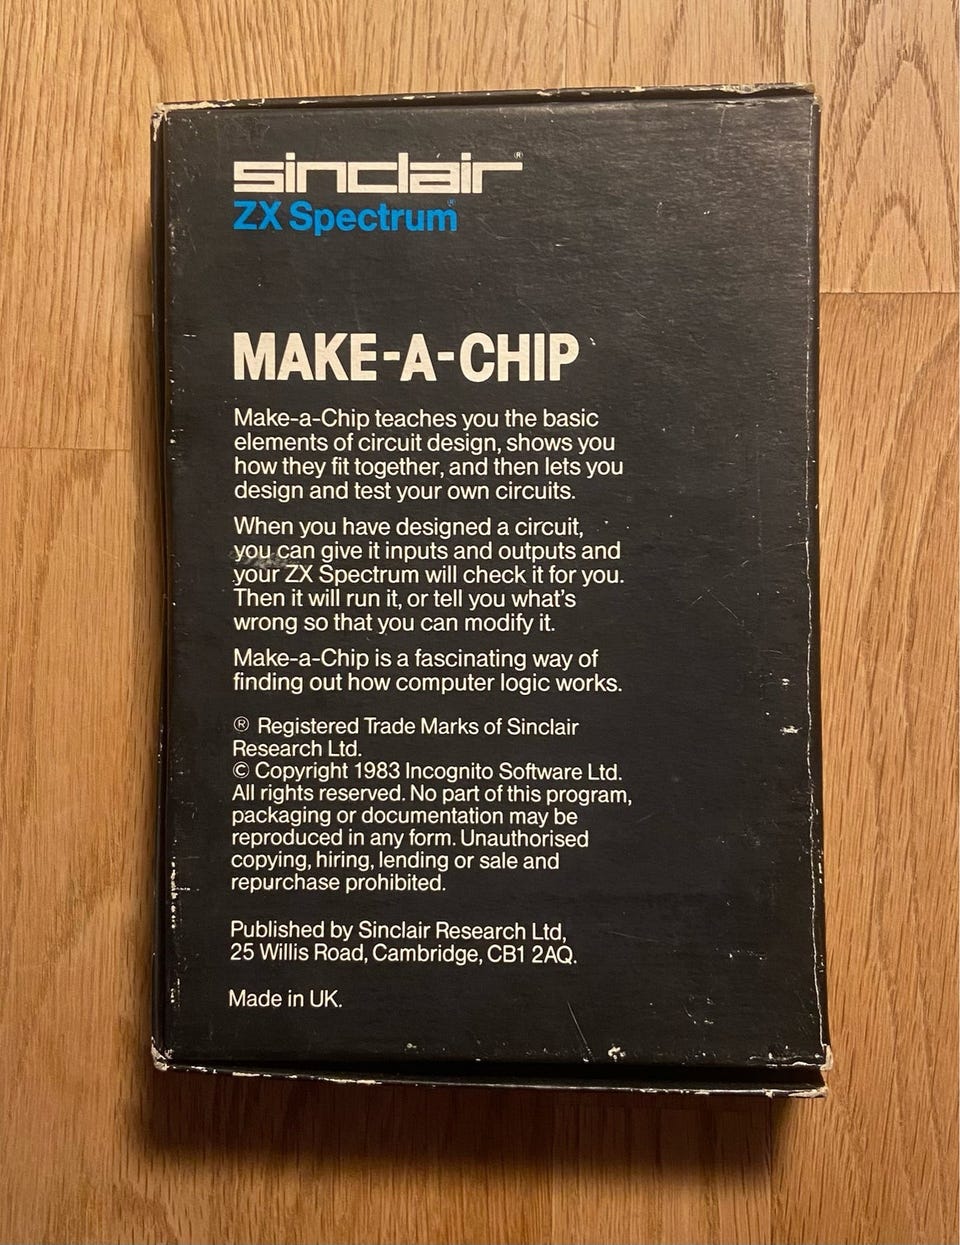 sinclair®
ZX Spectrum®
MAKE-A-CHIP
Make-a-Chip teaches you the basic
elements of circuit design, shows you
how they fit together, and then lets you
design and test your own circuits.
When you have designed a circuit,
you can give it inputs and outputs and
your ZX Spectrum will check it for you.
Then it will run it, or tell you what's
wrong so that you can modify it.
Make-a-Chip is a fascinating way of
finding out how computer logic works.
® Registered Trade Marks of Sinclair
Research Ltd.
© Copyright 1983 Incognito Software Ltd.
All rights reserved. No part of this program,
packaging or documentation may be
reproduced in any form. Unauthorised
copying, hiring, lending or sale and
repurchase prohibited.
Published by Sinclair Research Ltd,
25 Willis Road, Cambridge, CB1 2AQ.
Made in UK.